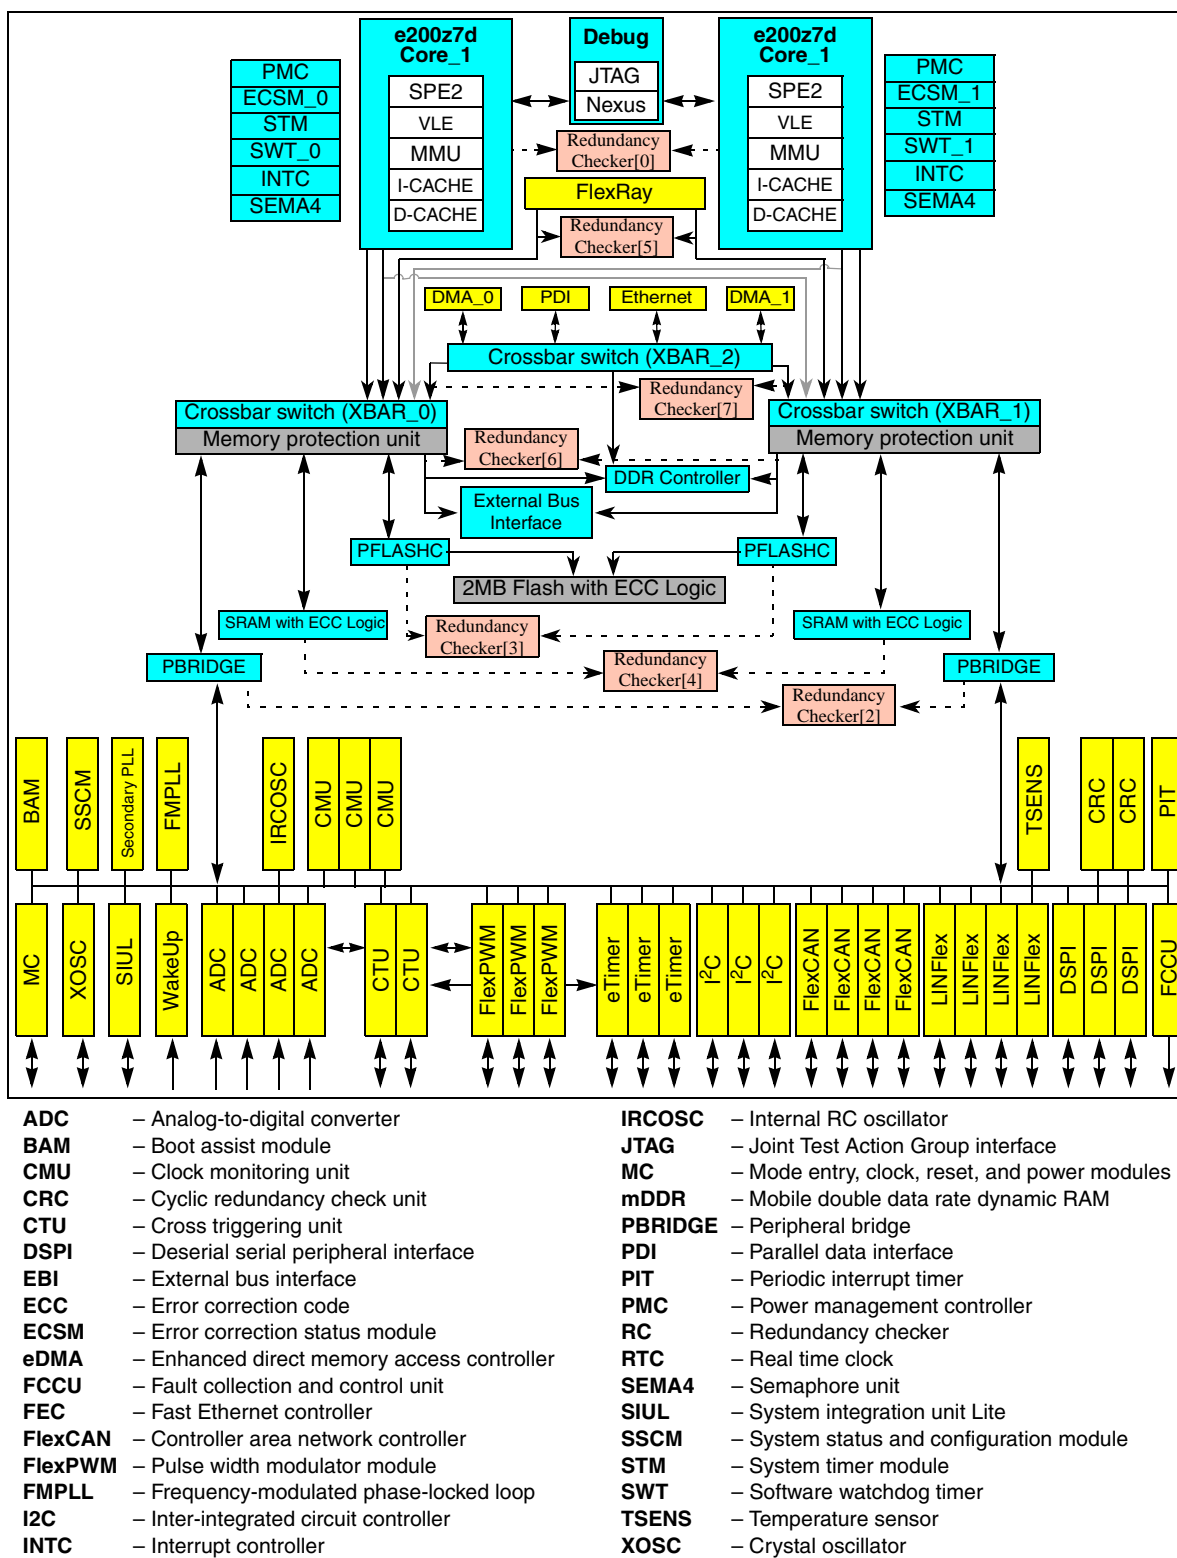 e200z7d
Core_1
SPE2
VLE
MMU
I-CACHE
D-CACHE
Debug
JTAG
Nexus
e200z7d
Core_1
SPE2
VLE
MMU
I-CACHE
D-CACHE
PMC
ECSM_0
STM
SWT_0
INTC
SEMA4
PMC
ECSM_1
STM
SWT_1
INTC
SEMA4
Redundancy
Checker[0]
FlexRay
Redundancy
Checker[5]
DMA_0
PDI
Ethernet
DMA_1
Crossbar switch (XBAR_2)
Redundancy
Checker[7]
Crossbar switch (XBAR_0)
Memory protection unit
Crossbar switch (XBAR_1)
Memory protection unit
Redundancy
Checker[6]
DDR Controller
External Bus
Interface
PFLASHC
PFLASHC
2MB Flash with ECC Logic
SRAM with ECC Logic
SRAM with ECC Logic
Redundancy
Checker[3]
Redundancy
Checker[4]
PBRIDGE
PBRIDGE
Redundancy
Checker[2]
BAM
SSCM
Secondary PLL
FMPLL
IRCOSC
CMU
CMU
CMU
TSENS
CRC
CRC
PIT
MC
XOSC
SIUL
WakeUp
ADC
ADC
ADC
ADC
CTU
CTU
FlexPWM
FlexPWM
FlexPWM
eTimer
eTimer
eTimer
I2C
I2C
I2C
FlexCAN
FlexCAN
FlexCAN
FlexCAN
LINFlex
LINFlex
LINFlex
LINFlex
DSPI
DSPI
DSPI
FCCU
ADC – Analog-to-digital converter
BAM – Boot assist module
CMU – Clock monitoring unit
CRC – Cyclic redundancy check unit
CTU – Cross triggering unit
DSPI – Deserial serial peripheral interface
EBI – External bus interface
ECC – Error correction code
ECSM – Error correction status module
eDMA – Enhanced direct memory access controller
FCCU – Fault collection and control unit
FEC – Fast Ethernet controller
FlexCAN – Controller area network controller
FlexPWM – Pulse width modulator module
FMPLL – Frequency-modulated phase-locked loop
I2C – Inter-integrated circuit controller
INTC – Interrupt controller
IRCOSC – Internal RC oscillator
JTAG – Joint Test Action Group interface
MC – Mode entry, clock, reset, and power modules
mDDR – Mobile double data rate dynamic RAM
PBRIDGE – Peripheral bridge
PDI – Parallel data interface
PIT – Periodic interrupt timer
PMC – Power management controller
RC – Redundancy checker
RTC – Real time clock
SEMA4 – Semaphore unit
SIUL – System integration unit Lite
SSCM – System status and configuration module
STM – System timer module
SWT – Software watchdog timer
TSENS – Temperature sensor
XOSC – Crystal oscillator